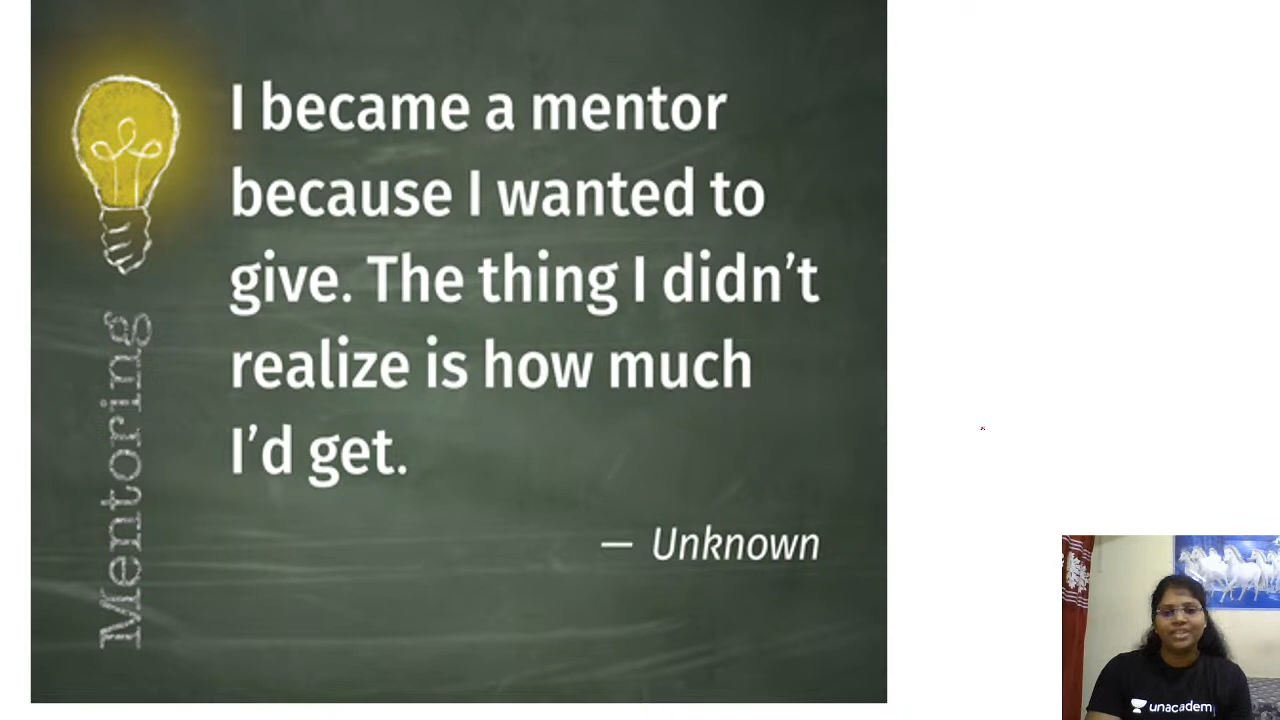 I became a mentor
because I wanted to
give. The thing I didn’t
realize is how much
I’d get.
— Unknown
Mentoring
unacadem